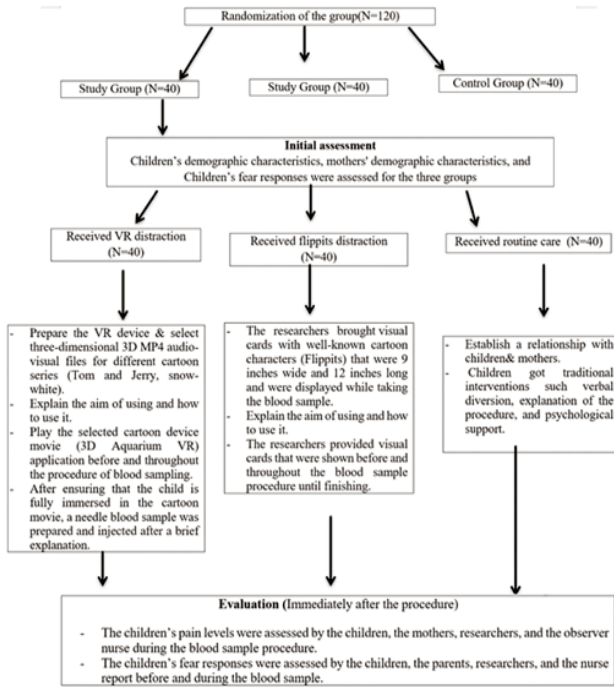 Randomization of the group(N=120)
Study Group (N=40)
Study Group (N=40)
Control Group (N=40)
Initial assessment
Children's demographic characteristics, mothers' demographic characteristics, and
Children's fear responses were assessed for the three groups
Received VR distraction
(N=40)
Received flippits distraction
(N=40)
Received routine care (N=40)
- Prepare the VR device & select
three-dimensional 3D MP4 audio-
visual files for different cartoon
series (Tom and Jerry, snow-
white).
- Explain the aim of using and how
to use it.
- Play the selected cartoon device
movie (3D Aquarium VR)
application before and throughout
the procedure of blood sampling.
- After ensuring that the child is
fully immersed in the cartoon
movie, a needle blood sample was
prepared and injected after a brief
explanation.
- The researchers brought visual
cards with well-known cartoon
characters (Flippits) that were 9
inches wide and 12 inches long
and were displayed while taking
the blood sample.
- Explain the aim of using and how
to use it.
- The researchers provided visual
cards that were shown before and
throughout the blood sample
procedure until finishing.
- Establish a relationship with
children& mothers.
- Children got traditional
interventions such verbal
diversion, explanation of the
procedure, and psychological
support.
Evaluation (Immediately after the procedure)
- The children's pain levels were assessed by the children, the mothers, researchers, and the observer
nurse during the blood sample procedure.
- The children's fear responses were assessed by the children, the parents, researchers, and the nurse
report before and during the blood sample.